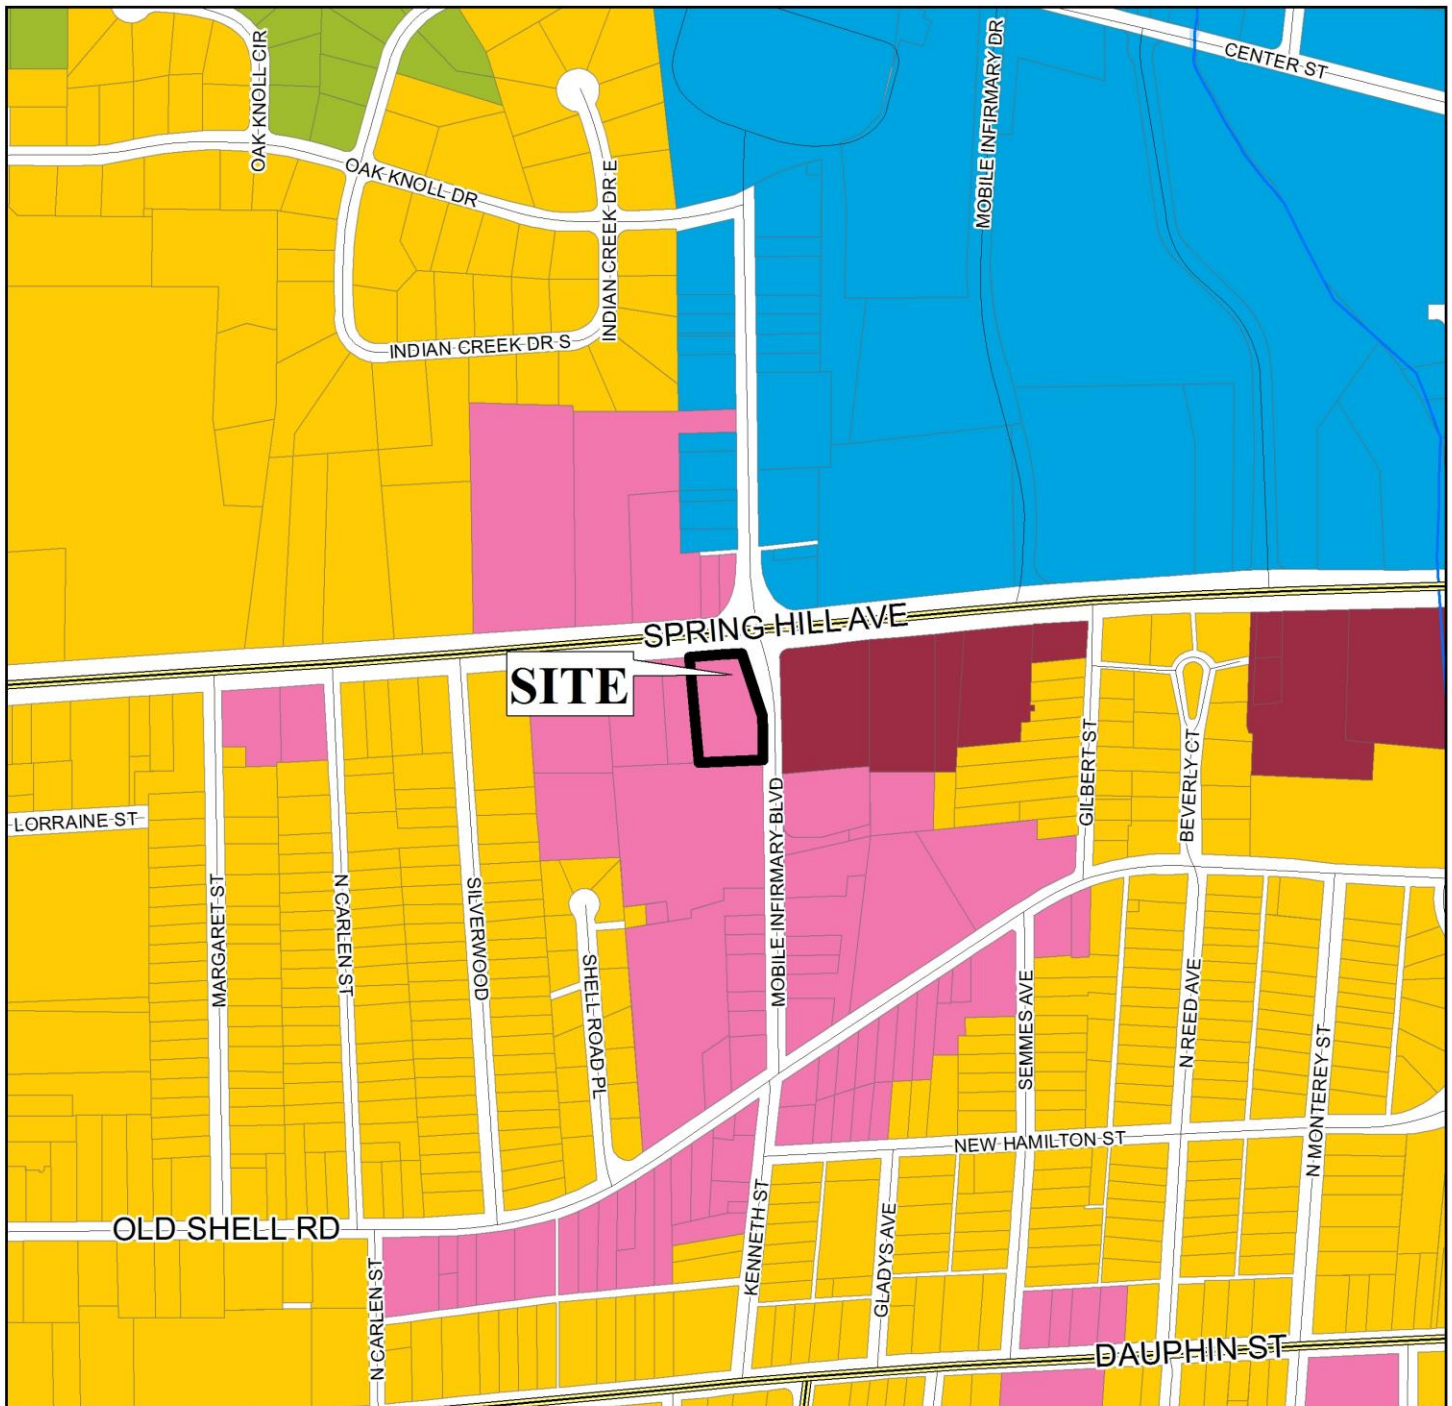 CENTER ST
OAK KNOLL CIR
MOBILE INFIRMARY DR
OAK KNOLL DR
INDIAN CREEK DR E
INDIAN CREEK DR S
SPRING HILL AVE
SITE
GILBERT ST
BEVERLY CT
LORRAINE ST
MOBILE INFIRMARY BLVD
MARGARET ST
N CARLEN ST
SILVERWOOD
SHELL ROAD PL
SEMMES AVE
N REED AVE
N MONTEREY ST
NEW HAMILTON ST
OLD SHELL RD
KENNETH ST
GLADYS AVE
N CARLEN ST
DAUPHIN ST